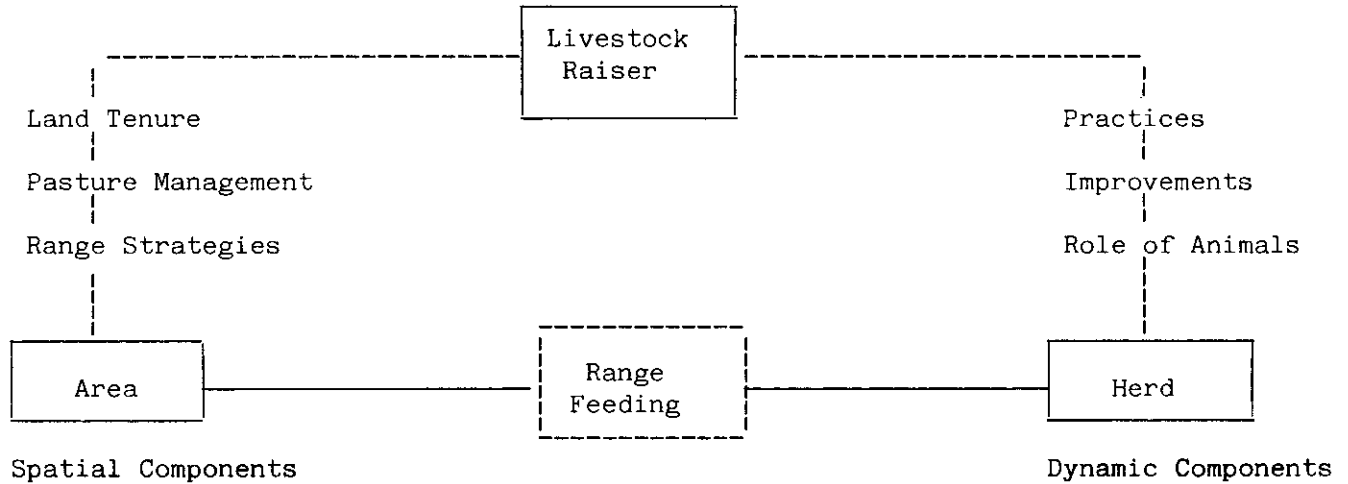 Livestock
Raiser
Land Tenure
Practices
Pasture Management
Improvements
Range Strategies
Role of Animals
Area
Range
Feeding
Herd
Spatial Components
Dynamic Components